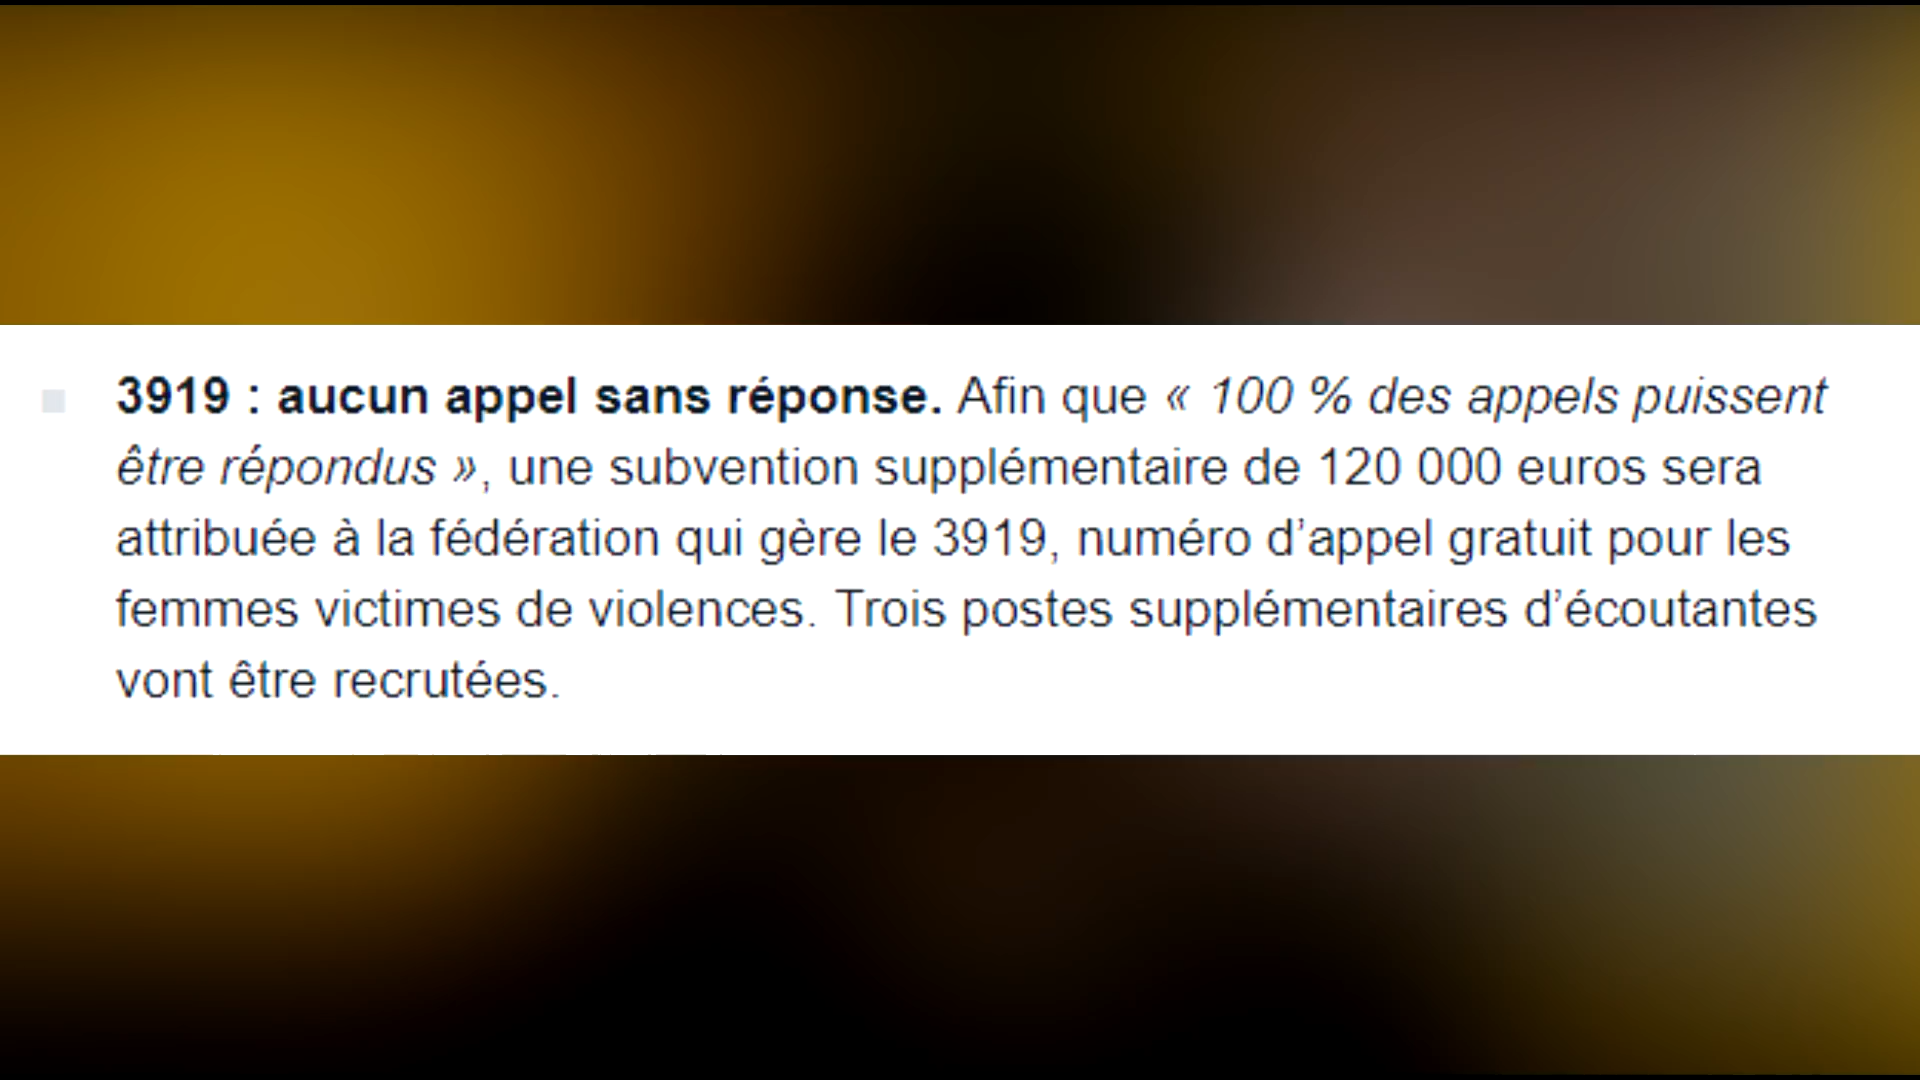 3919 : aucun appel sans réponse. Afin que « 100 % des appels puissent
être répondus », une subvention supplémentaire de 120 000 euros sera
attribuée à la fédération qui gère le 3919, numéro d’appel gratuit pour les
femmes victimes de violences. Trois postes supplémentaires d’écoutantes
vont être recrutées.